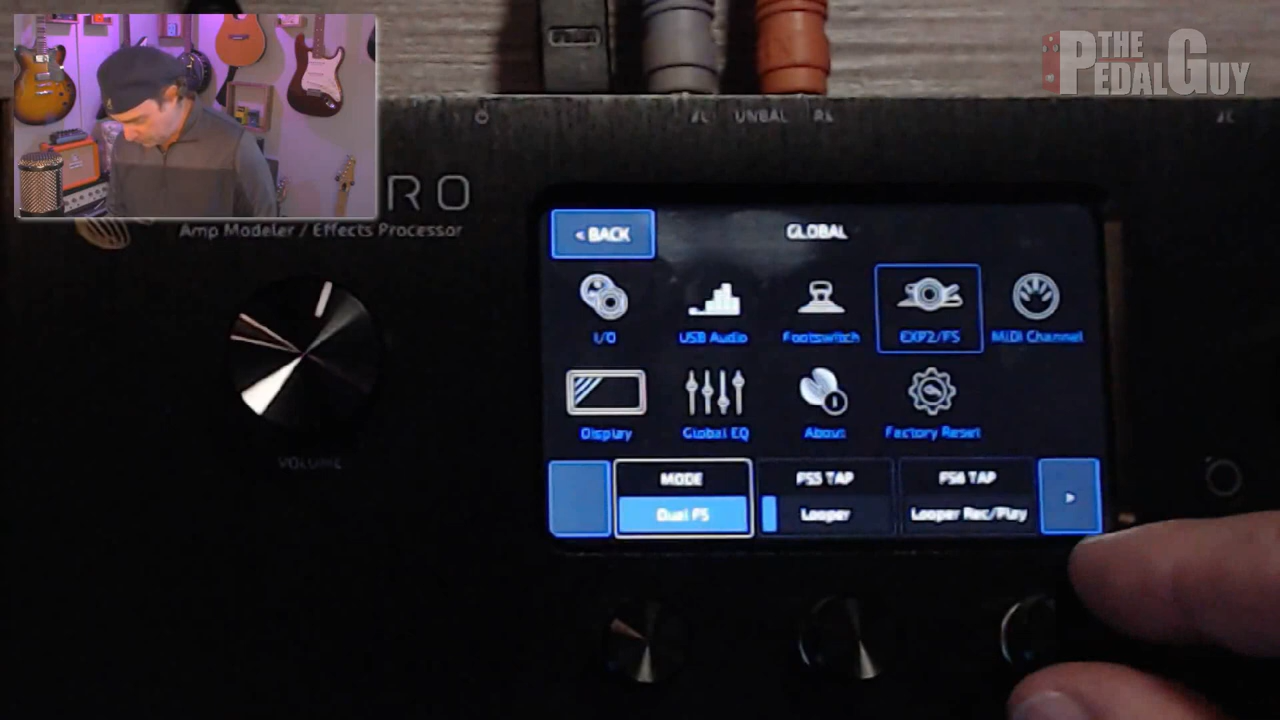 THE
PEDALGUY
UNBAL
RO
Amp Modeler / Effects Processor
VOLUME
< BACK
GLOBAL
I/O
USB Audio
Footswitch
EXP2/FS
MIDI Channel
Display
Global EQ
About
Factory Reset
MODE
FS5 TAP
FS6 TAP
Dual FS
Looper
Looper Rec/Play